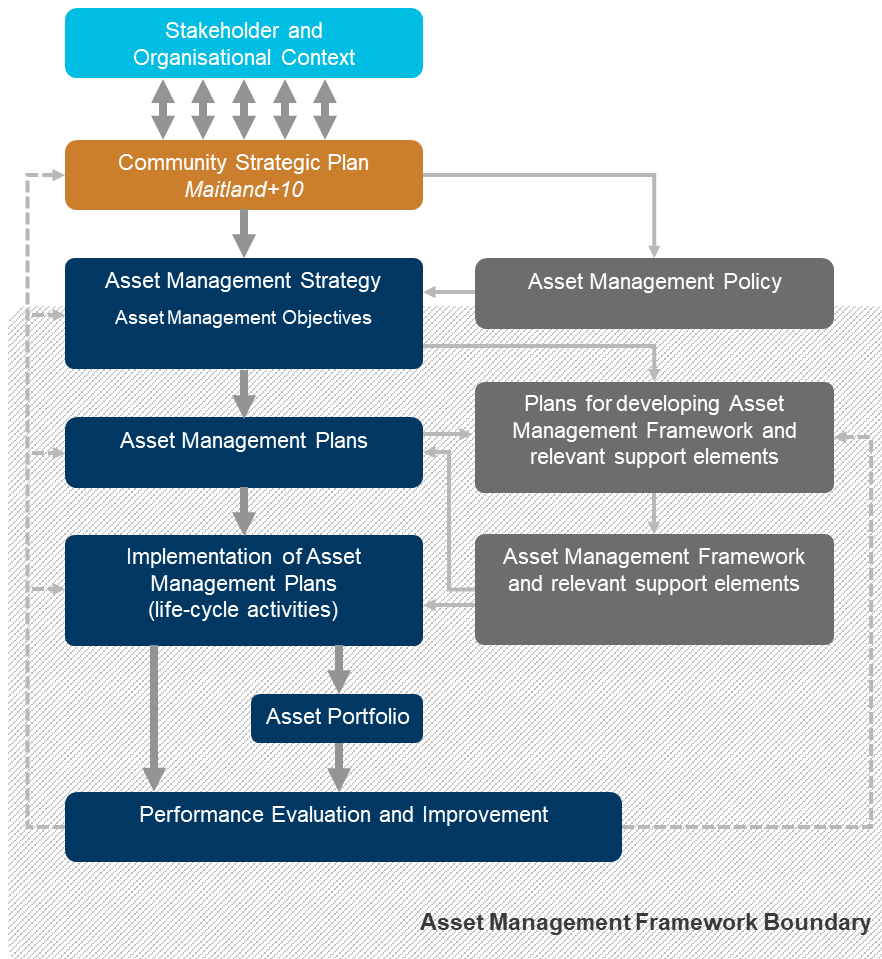 Stakeholder and
Organisational Context
Community Strategic Plan
Maitland+10
Asset Management Strategy
Asset Management Objectives
Asset Management Policy
Asset Management Plans
Plans for developing Asset
Management Framework and
relevant support elements
Implementation of Asset
Management Plans
(life-cycle activities)
Asset Management Framework
and relevant support elements
Asset Portfolio
Performance Evaluation and Improvement
Asset Management Framework Boundary